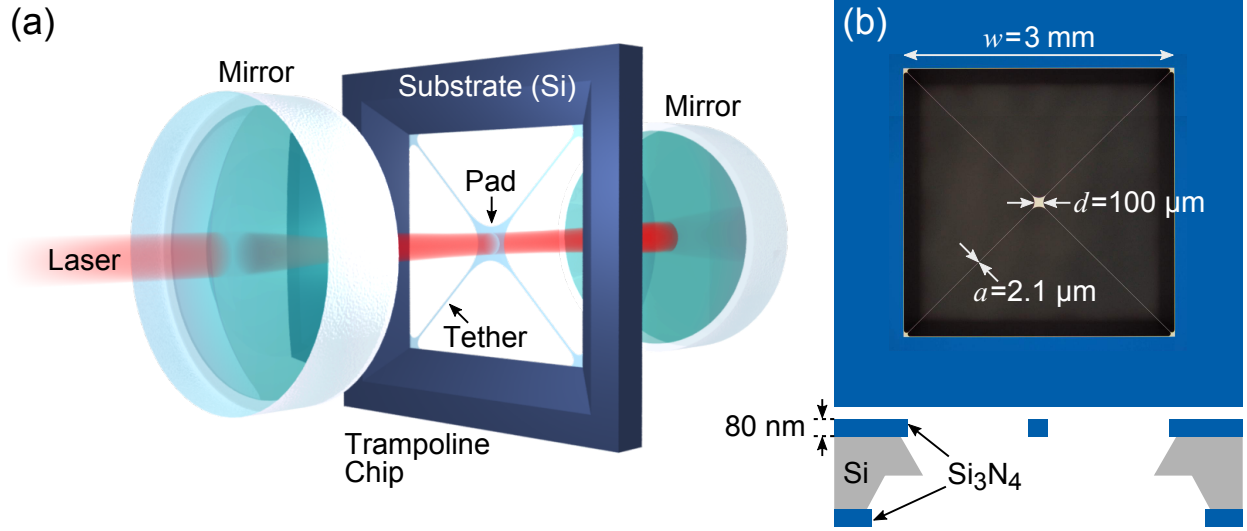 (a)
Mirror
Substrate (Si)
Mirror
Pad
Laser
Tether
Trampoline
Chip
(b)
w=3 mm
d=100 µm
a=2.1 µm
80 nm
Si
Si₃N₄